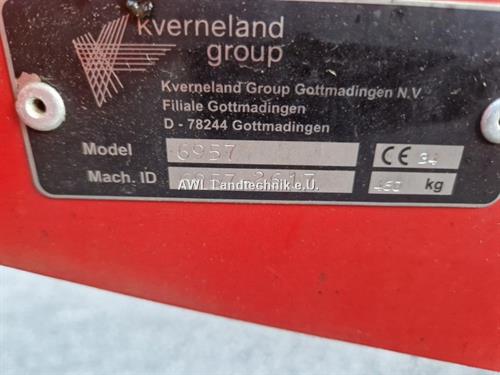 kverneland
group
Kverneland Group Gottmadingen N.V.
Filiale Gottmadingen
D - 78244 Gottmadingen
Model 6957 CE
Mach. ID kg
AWL Landtechnik e.U.